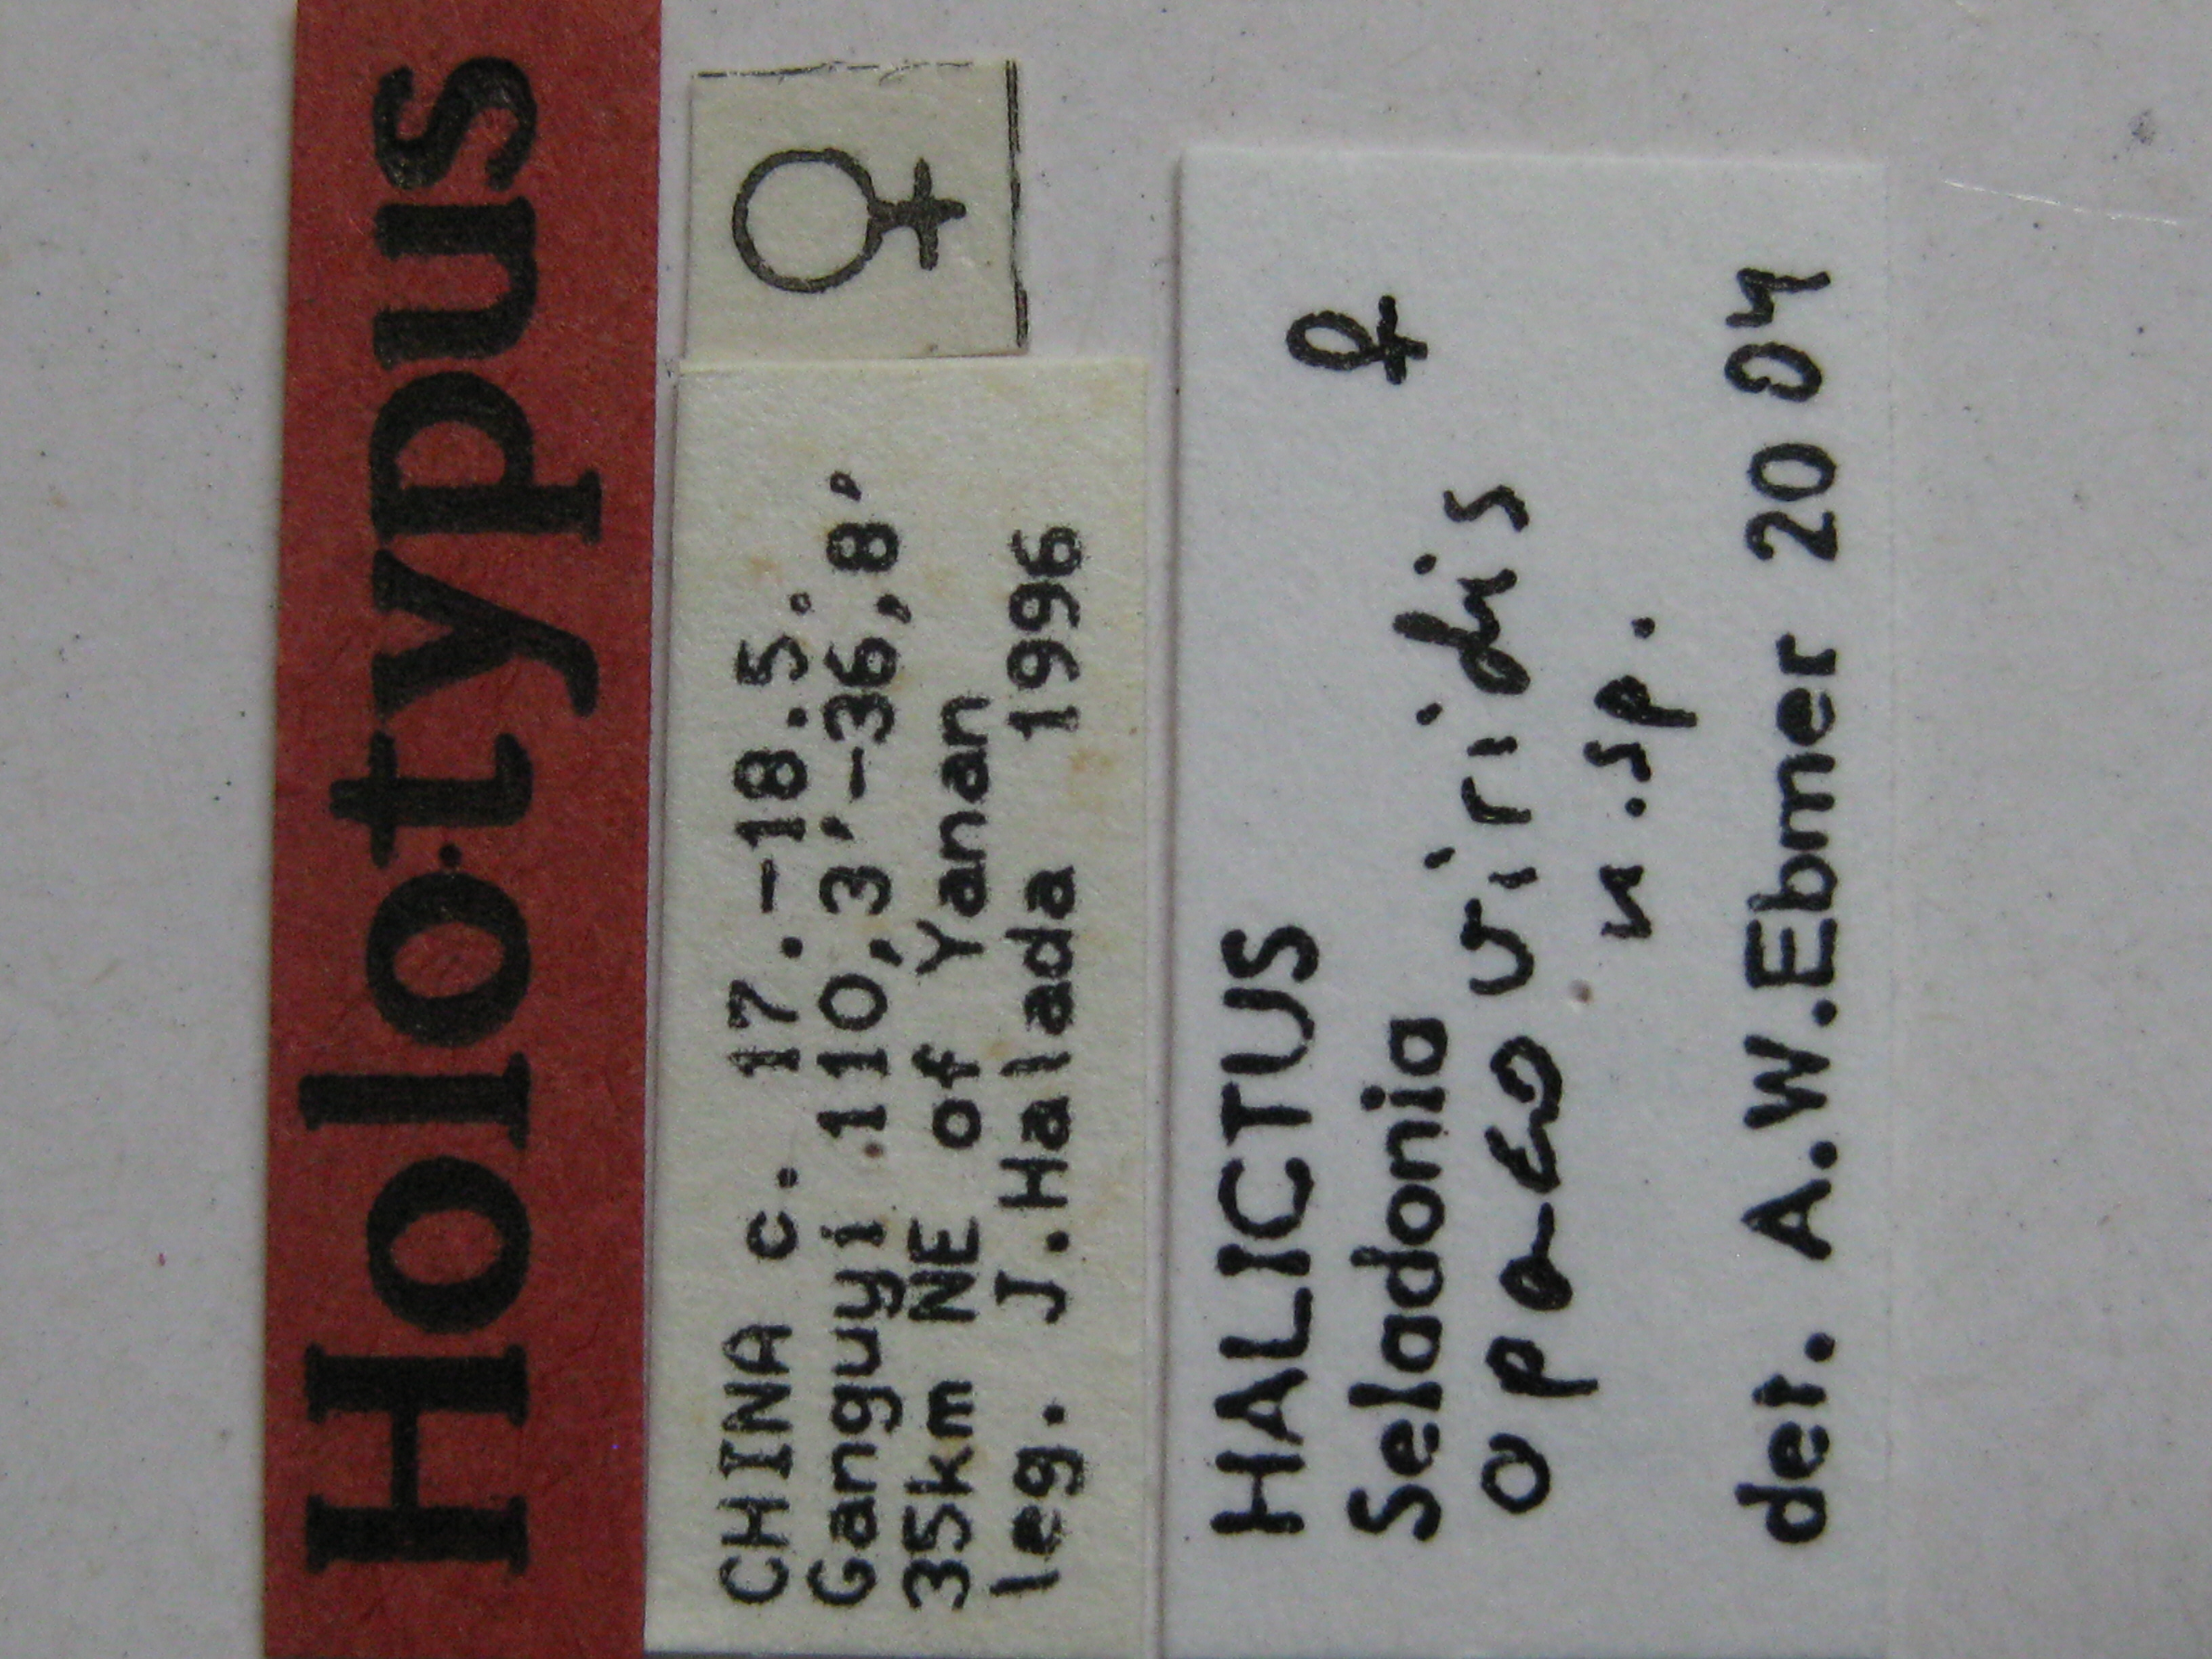 Holotypus
♀
CHINA c. 17.-18.5.
Ganguyi 110,3'-36,8'
35km NE of Yanan
leg. J.Halada 1996
HALICTUS
♀
Seladonia
opacoviridis
n.sp.
det. A.W.Ebmer 2004